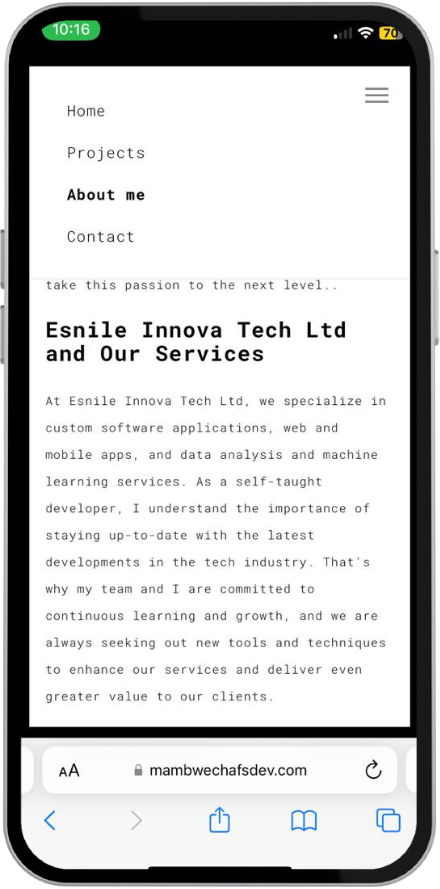 10:16
70
Home
Projects
About me
Contact
take this passion to the next level..
Esnile Innova Tech Ltd
and Our Services
At Esnile Innova Tech Ltd, we specialize in
custom software applications, web and
mobile apps, and data analysis and machine
learning services. As a self-taught
developer, I understand the importance of
staying up-to-date with the latest
developments in the tech industry. That's
why my team and I are committed to
continuous learning and growth, and we are
always seeking out new tools and techniques
to enhance our services and deliver even
greater value to our clients.
AA mambwechafsdev.com